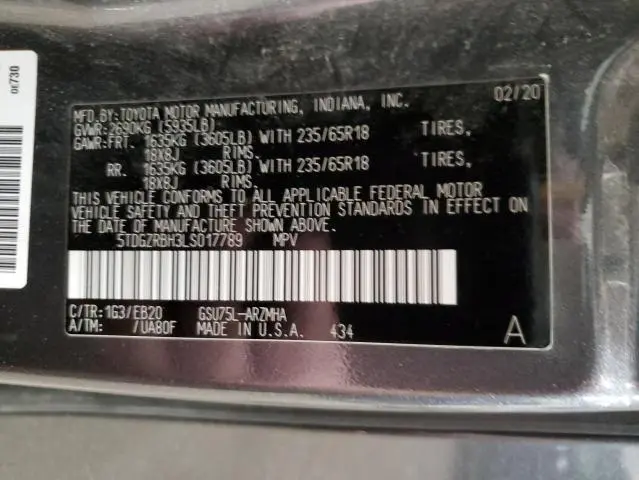 0E730
MFD.BY:TOYOTA MOTOR MANUFACTURING, INDIANA, INC. 02/20
GVWR:2690KG (5935LB)
GAWR:FRT. 1635KG (3605LB) WITH 235/65R18 TIRES,
18X8J RIMS.
RR. 1635KG (3605LB) WITH 235/65R18 TIRES,
18X8J RIMS.
THIS VEHICLE CONFORMS TO ALL APPLICABLE FEDERAL MOTOR
VEHICLE SAFETY AND THEFT PREVENTION STANDARDS IN EFFECT ON
THE DATE OF MANUFACTURE SHOWN ABOVE.
5TDGZRBH3LS017789 MPV
C/TR:1G3/EB20 GSU75L-ARZMHA
A/TM: /UA80F MADE IN U.S.A. 434 A